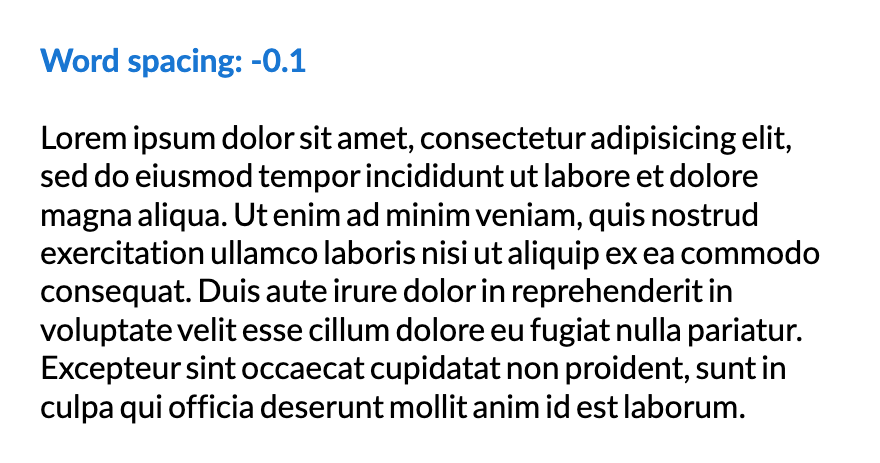 Word spacing: -0.1
Lorem ipsum dolor sit amet, consectetur adipisicing elit,
sed do eiusmod tempor incididunt ut labore et dolore
magna aliqua. Ut enim ad minim veniam, quis nostrud
exercitation ullamco laboris nisi ut aliquip ex ea commodo
consequat. Duis aute irure dolor in reprehenderit in
voluptate velit esse cillum dolore eu fugiat nulla pariatur.
Excepteur sint occaecat cupidatat non proident, sunt in
culpa qui officia deserunt mollit anim id est laborum.